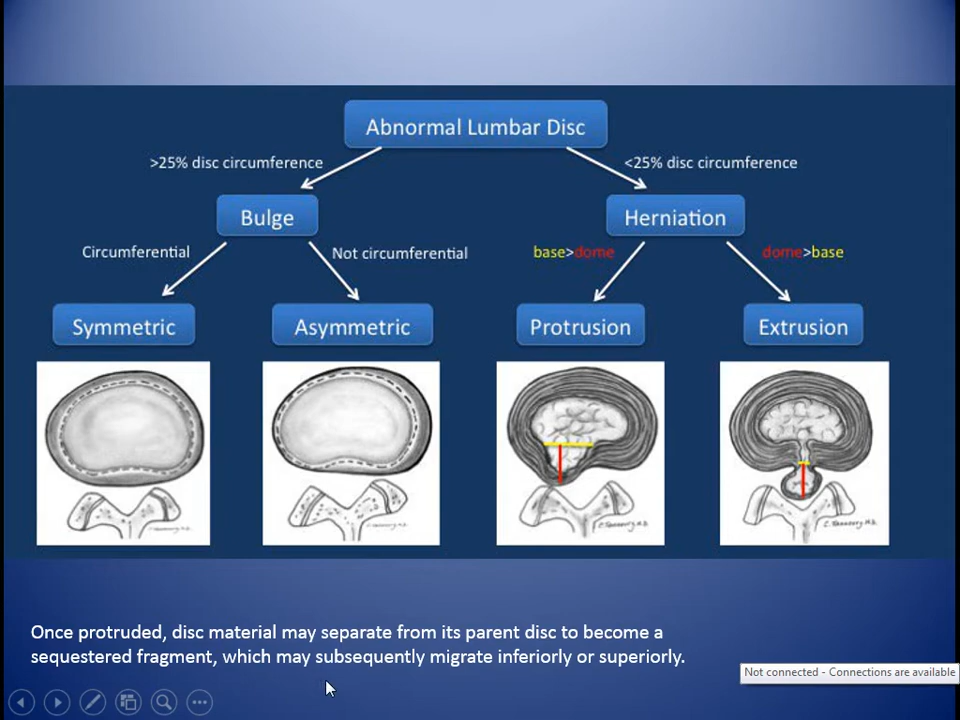 Abnormal Lumbar Disc
>25% disc circumference
<25% disc circumference
Bulge
Herniation
Circumferential
Not circumferential
base>dome
dome>base
Symmetric
Asymmetric
Protrusion
Extrusion
Once protruded, disc material may separate from its parent disc to become a
sequestered fragment, which may subsequently migrate inferiorly or superiorly.
Not connected - Connections are available